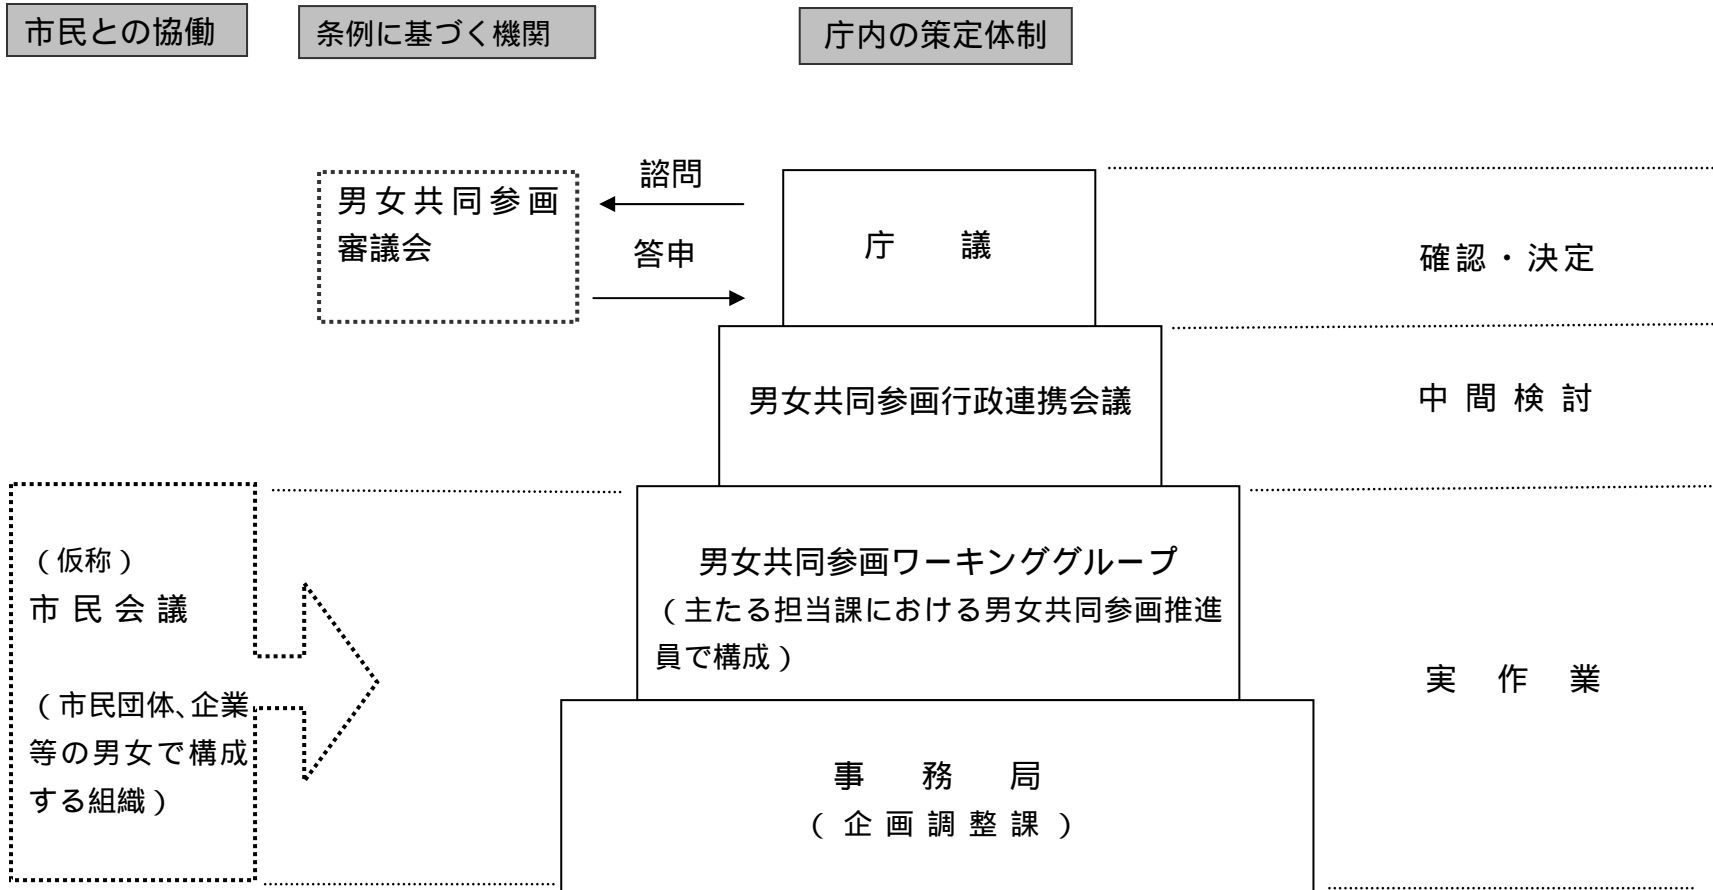 市民との協働
条例に基づく機関
庁内の策定体制
諮問
男女共同参画
審議会
答申
庁　議
確認・決定
男女共同参画行政連携会議
中間検討
（仮称）
市民会議
（市民団体、企業
等の男女で構成
する組織）
男女共同参画ワーキンググループ
（主たる担当課における男女共同参画推進
員で構成）
実作業
事務局
（企画調整課）